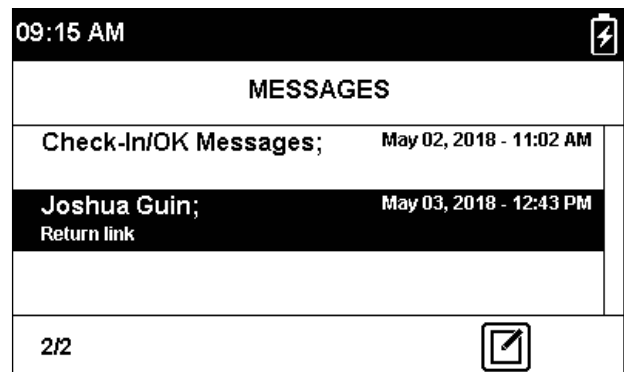 09:15 AM
MESSAGES
Check-In/OK Messages; May 02, 2018 - 11:02 AM
Joshua Guin; May 03, 2018 - 12:43 PM
Return link
2/2